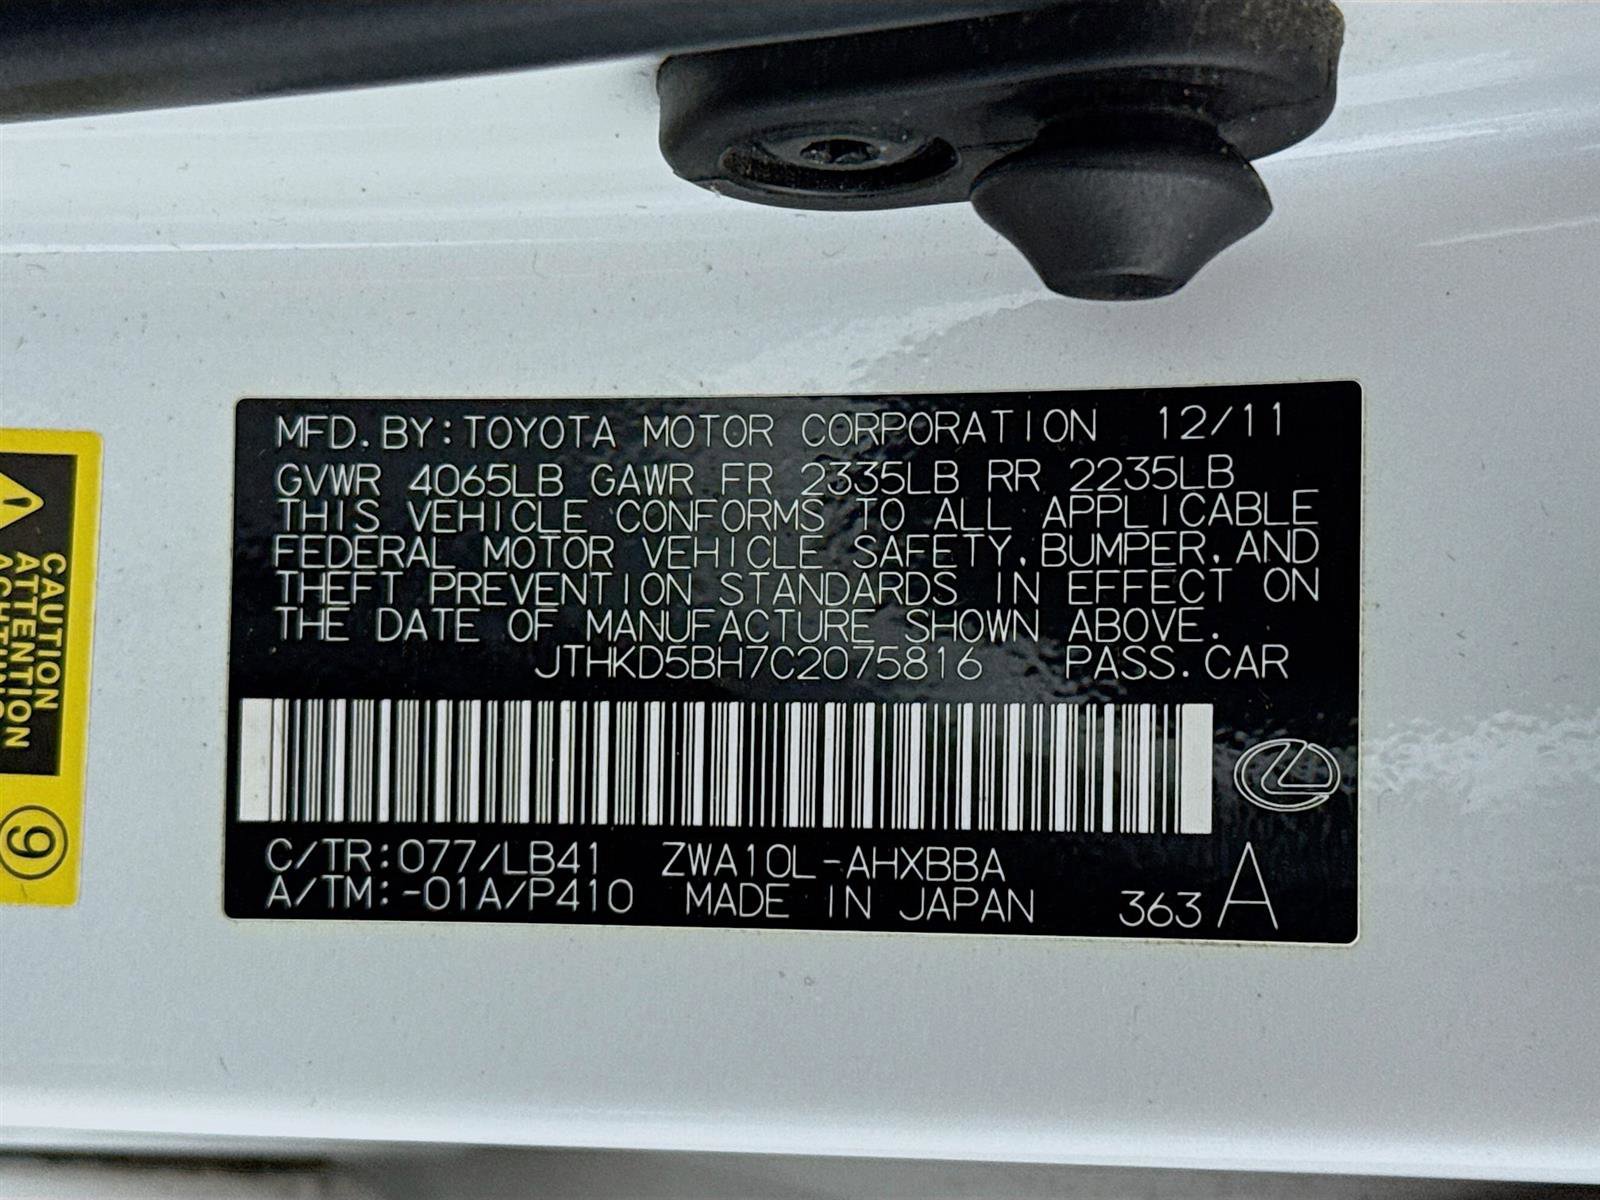 MFD. BY: TOYOTA MOTOR CORPORATION 12/11
GVWR 4065LB GAWR FR 2335LB RR 2235LB
THIS VEHICLE CONFORMS TO ALL APPLICABLE
FEDERAL MOTOR VEHICLE SAFETY, BUMPER, AND
THEFT PREVENTION STANDARDS IN EFFECT ON
THE DATE OF MANUFACTURE SHOWN ABOVE.
JTHKD5BH7C2075816 PASS. CAR
C/TR: 077/LB41 ZWA10L-AHXBBA
A/TM: -01A/P410 MADE IN JAPAN 363 A
CAUTION
ATTENTION
9